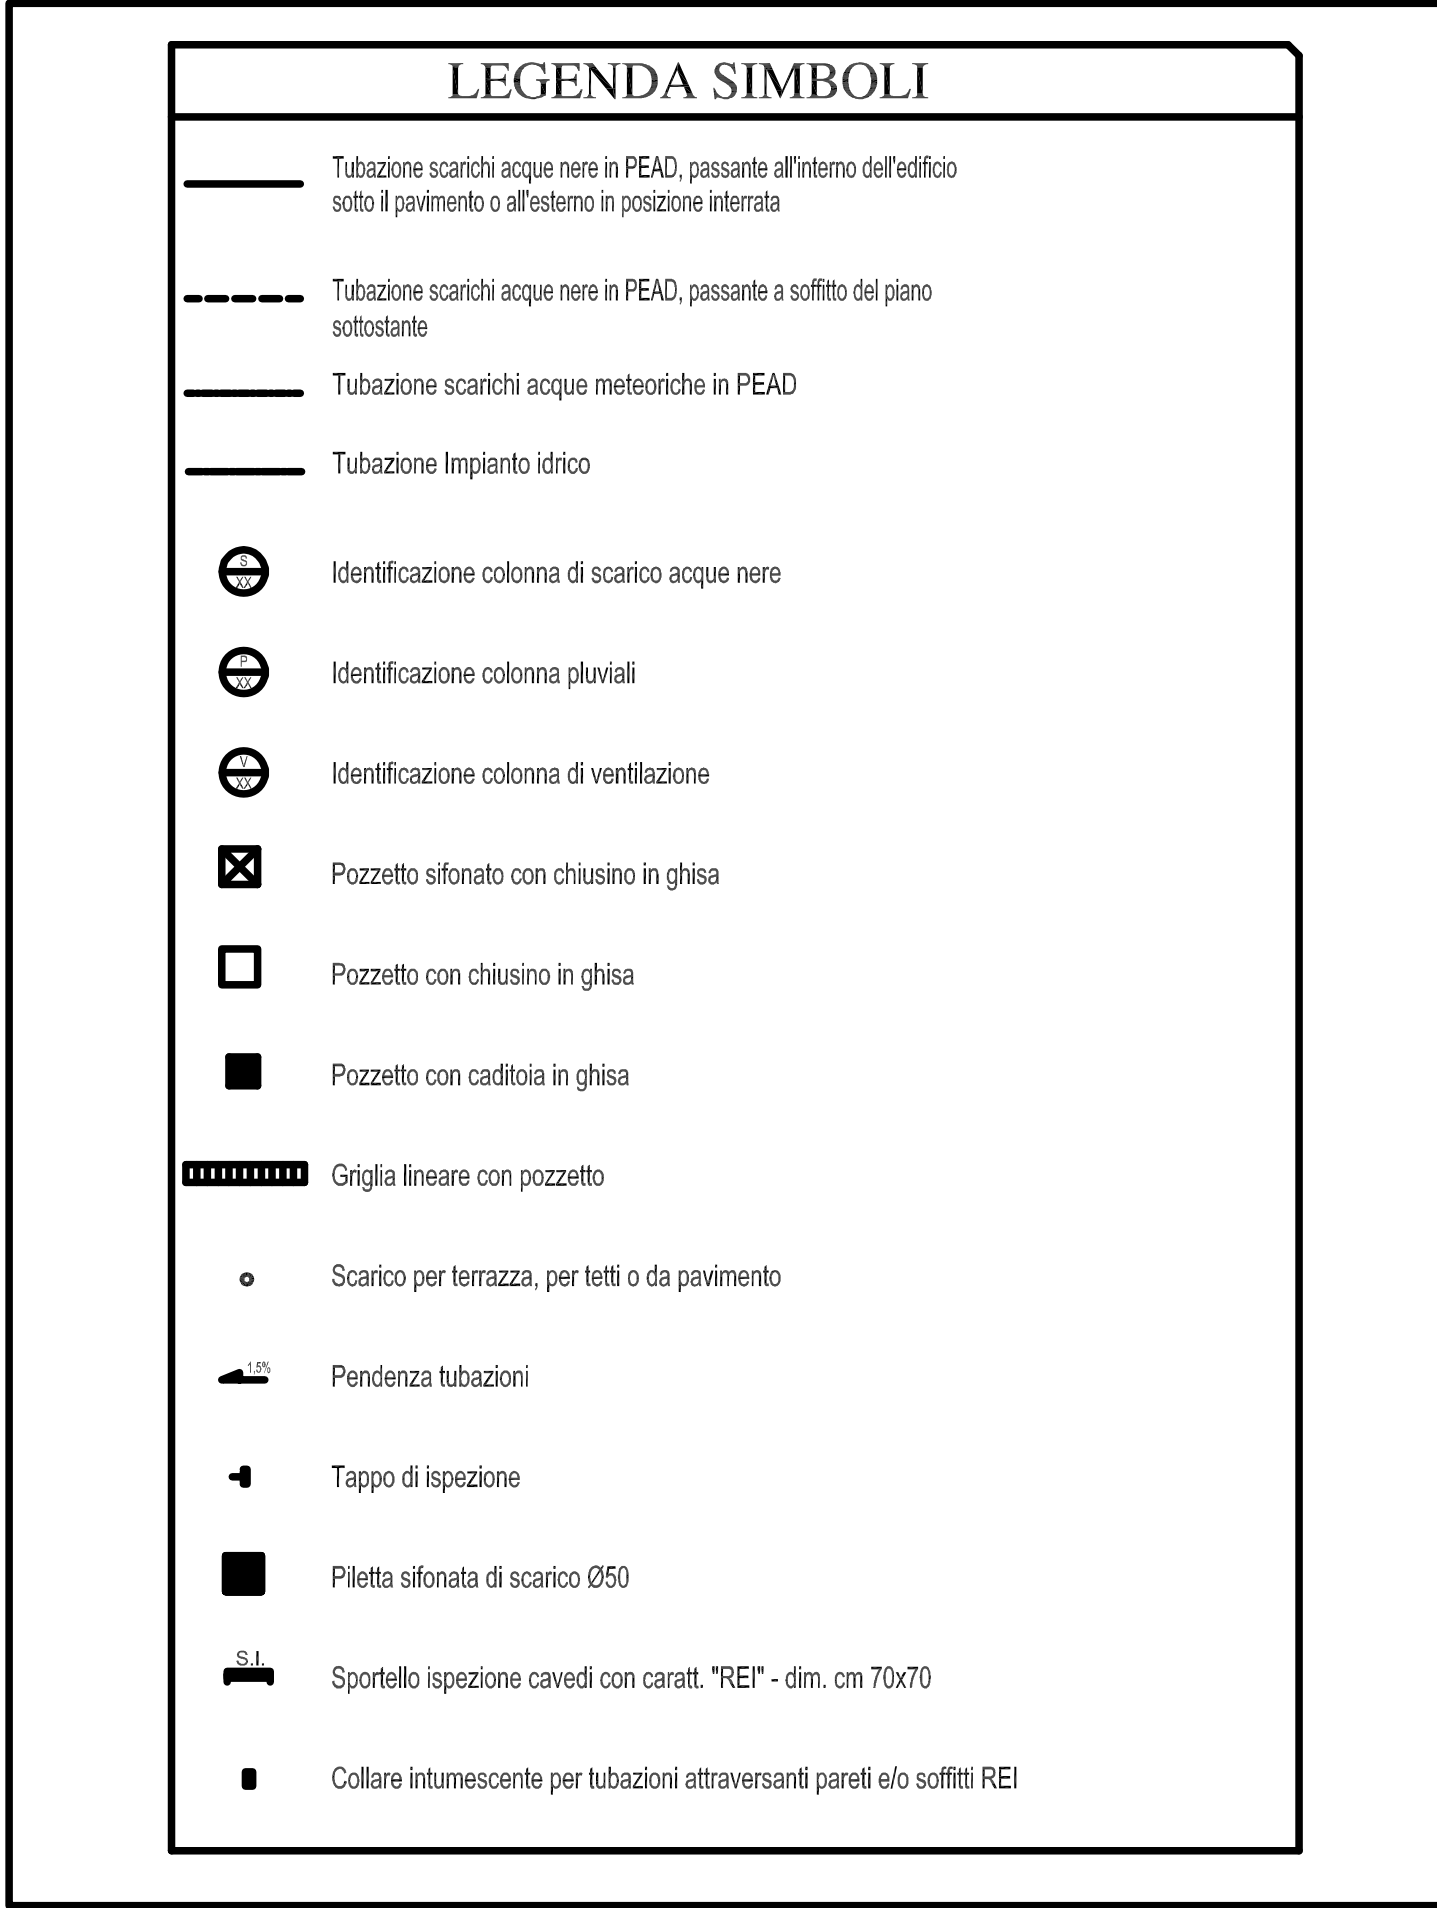 LEGENDA SIMBOLI
Tubazione scarichi acque nere in PEAD, passante all'interno dell'edificio
sotto il pavimento o all'esterno in posizione interrata
Tubazione scarichi acque nere in PEAD, passante a soffitto del piano
sottostante
Tubazione scarichi acque meteoriche in PEAD
Tubazione Impianto idrico
S
XX
Identificazione colonna di scarico acque nere
P
XX
Identificazione colonna pluviali
V
XX
Identificazione colonna di ventilazione
Pozzetto sifonato con chiusino in ghisa
Pozzetto con chiusino in ghisa
Pozzetto con caditoia in ghisa
Griglia lineare con pozzetto
Scarico per terrazza, per tetti o da pavimento
1,5%
Pendenza tubazioni
Tappo di ispezione
Piletta sifonata di scarico Ø50
S.I.
Sportello ispezione cavedi con caratt. "REI" - dim. cm 70x70
Collare intumescente per tubazioni attraversanti pareti e/o soffitti REI